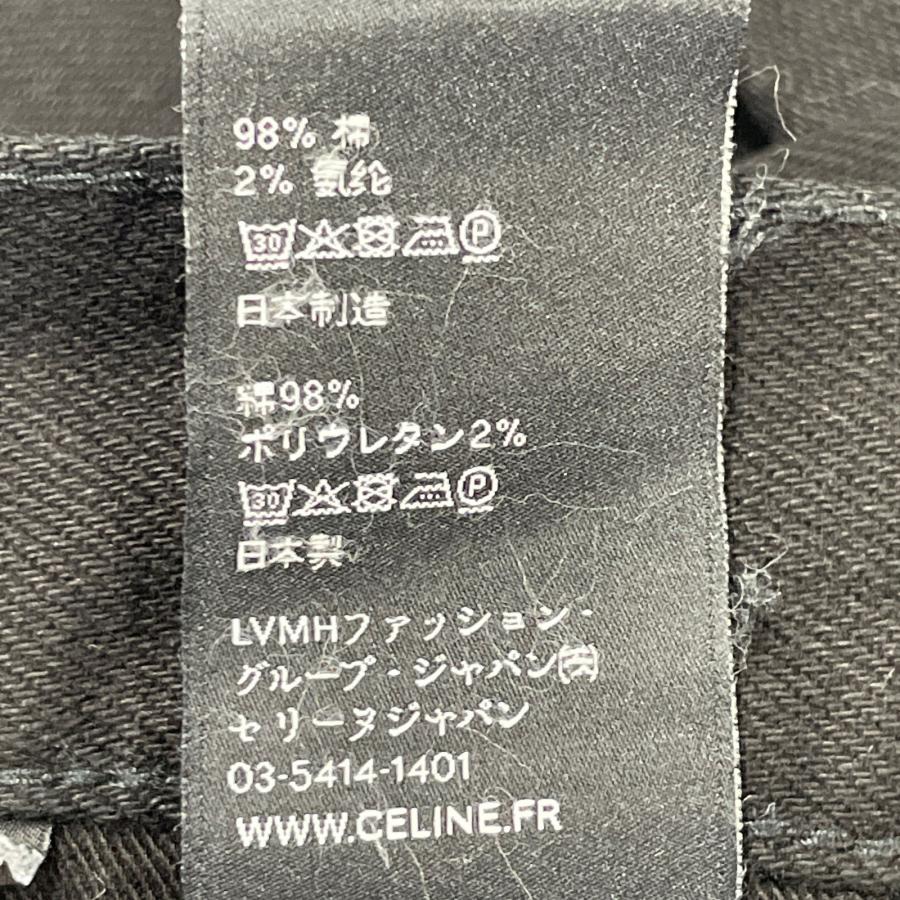 98% 棉
2% 氨纶
30 P
日本制造
綿98%
ポリウレタン2%
30 P
日本製
LVMHファッション・
グループ・ジャパン㈱
セリーヌジャパン
03-5414-1401
WWW.CELINE.FR